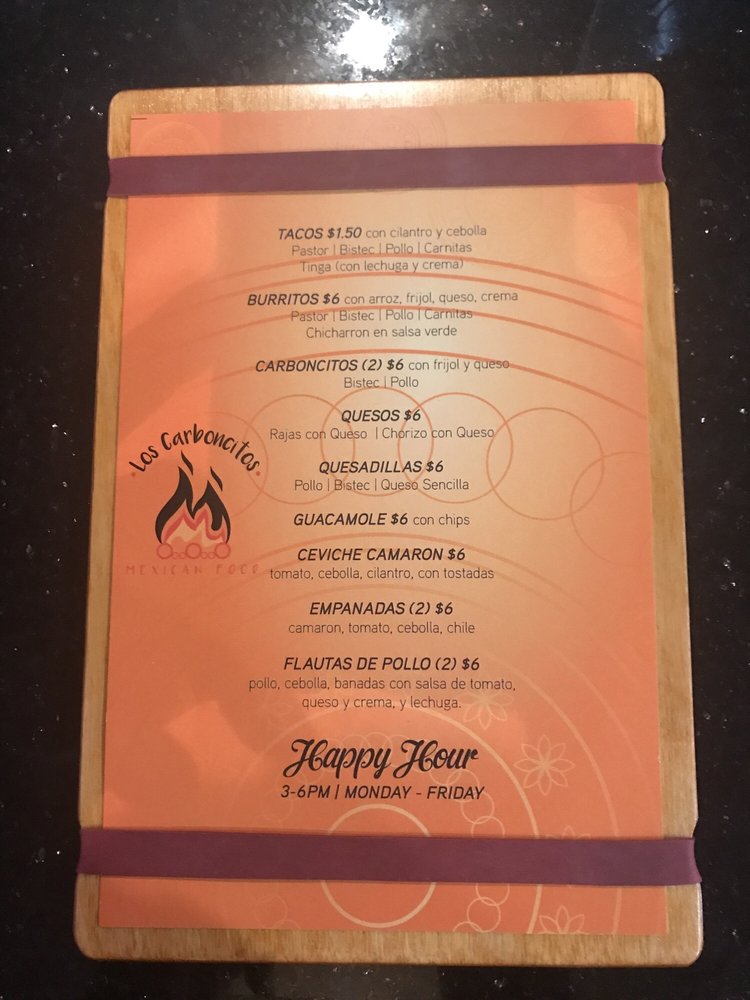 TACOS $1.50 con cilantro y cebolla
Pastor | Bistec | Pollo | Carnitas
Tinga (con lechuga y crema)
BURRITOS $6 con arroz, frijol, queso, crema
Pastor | Bistec | Pollo | Carnitas
Chicharron en salsa verde
CARBONCITOS (2) $6 con frijol y queso
Bistec | Pollo
QUESOS $6
Rajas con Queso | Chorizo con Queso
QUESADILLAS $6
Pollo | Bistec | Queso Sencilla
GUACAMOLE $6 con chips
CEVICHE CAMARON $6
tomato, cebolla, cilantro, con tostadas
EMPANADAS (2) $6
camaron, tomato, cebolla, chile
FLAUTAS DE POLLO (2) $6
pollo, cebolla, banadas con salsa de tomato,
queso y crema, y lechuga.
Happy Hour
3-6PM | MONDAY - FRIDAY
·Los Carboncitos·
MEXICAN FOOD